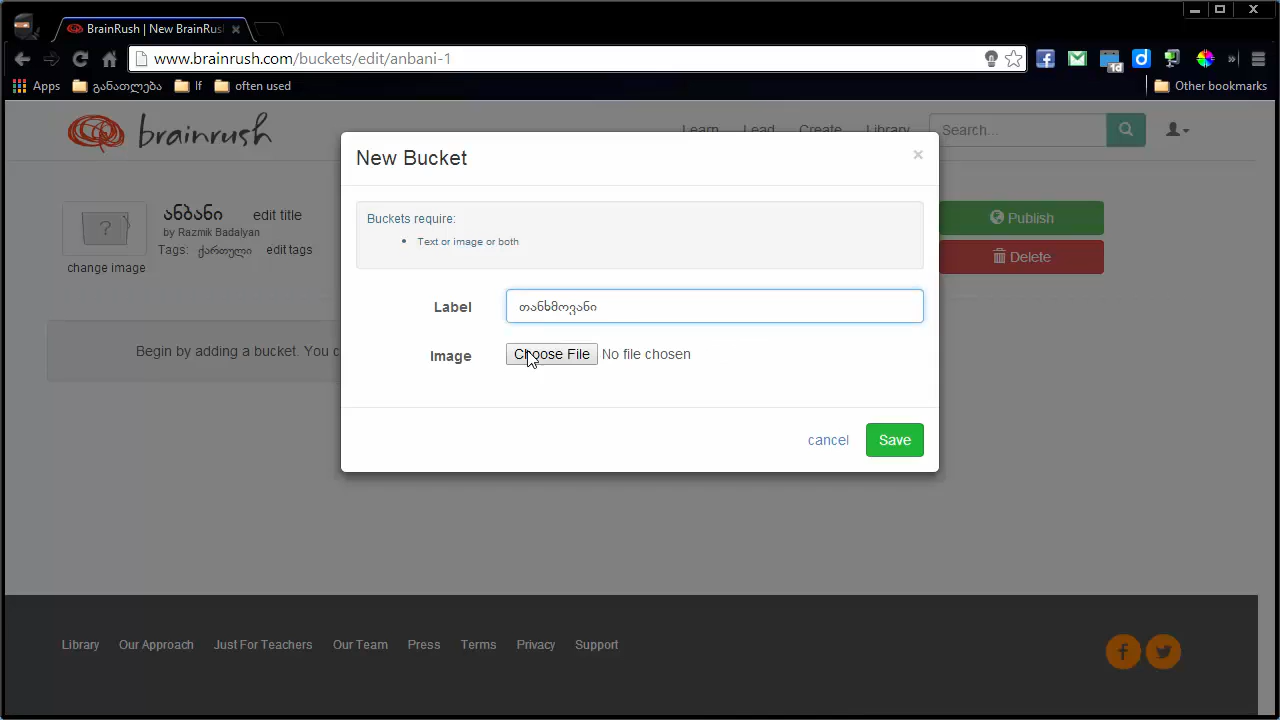 BrainRush | New BrainRus
www.brainrush.com/buckets/edit/anbani-1
1d
Apps განათლება If often used Other bookmarks
brainrush
Learn Lead Create Library Search...
New Bucket ×
Buckets require:
• Text or image or both
Label თანხმოვანი
Image Choose File No file chosen
cancel Save
ანბანი edit title
by Razmik Badalyan
Tags: ქართული edit tags
change image
Publish
Delete
Begin by adding a bucket. You c
Library Our Approach Just For Teachers Our Team Press Terms Privacy Support